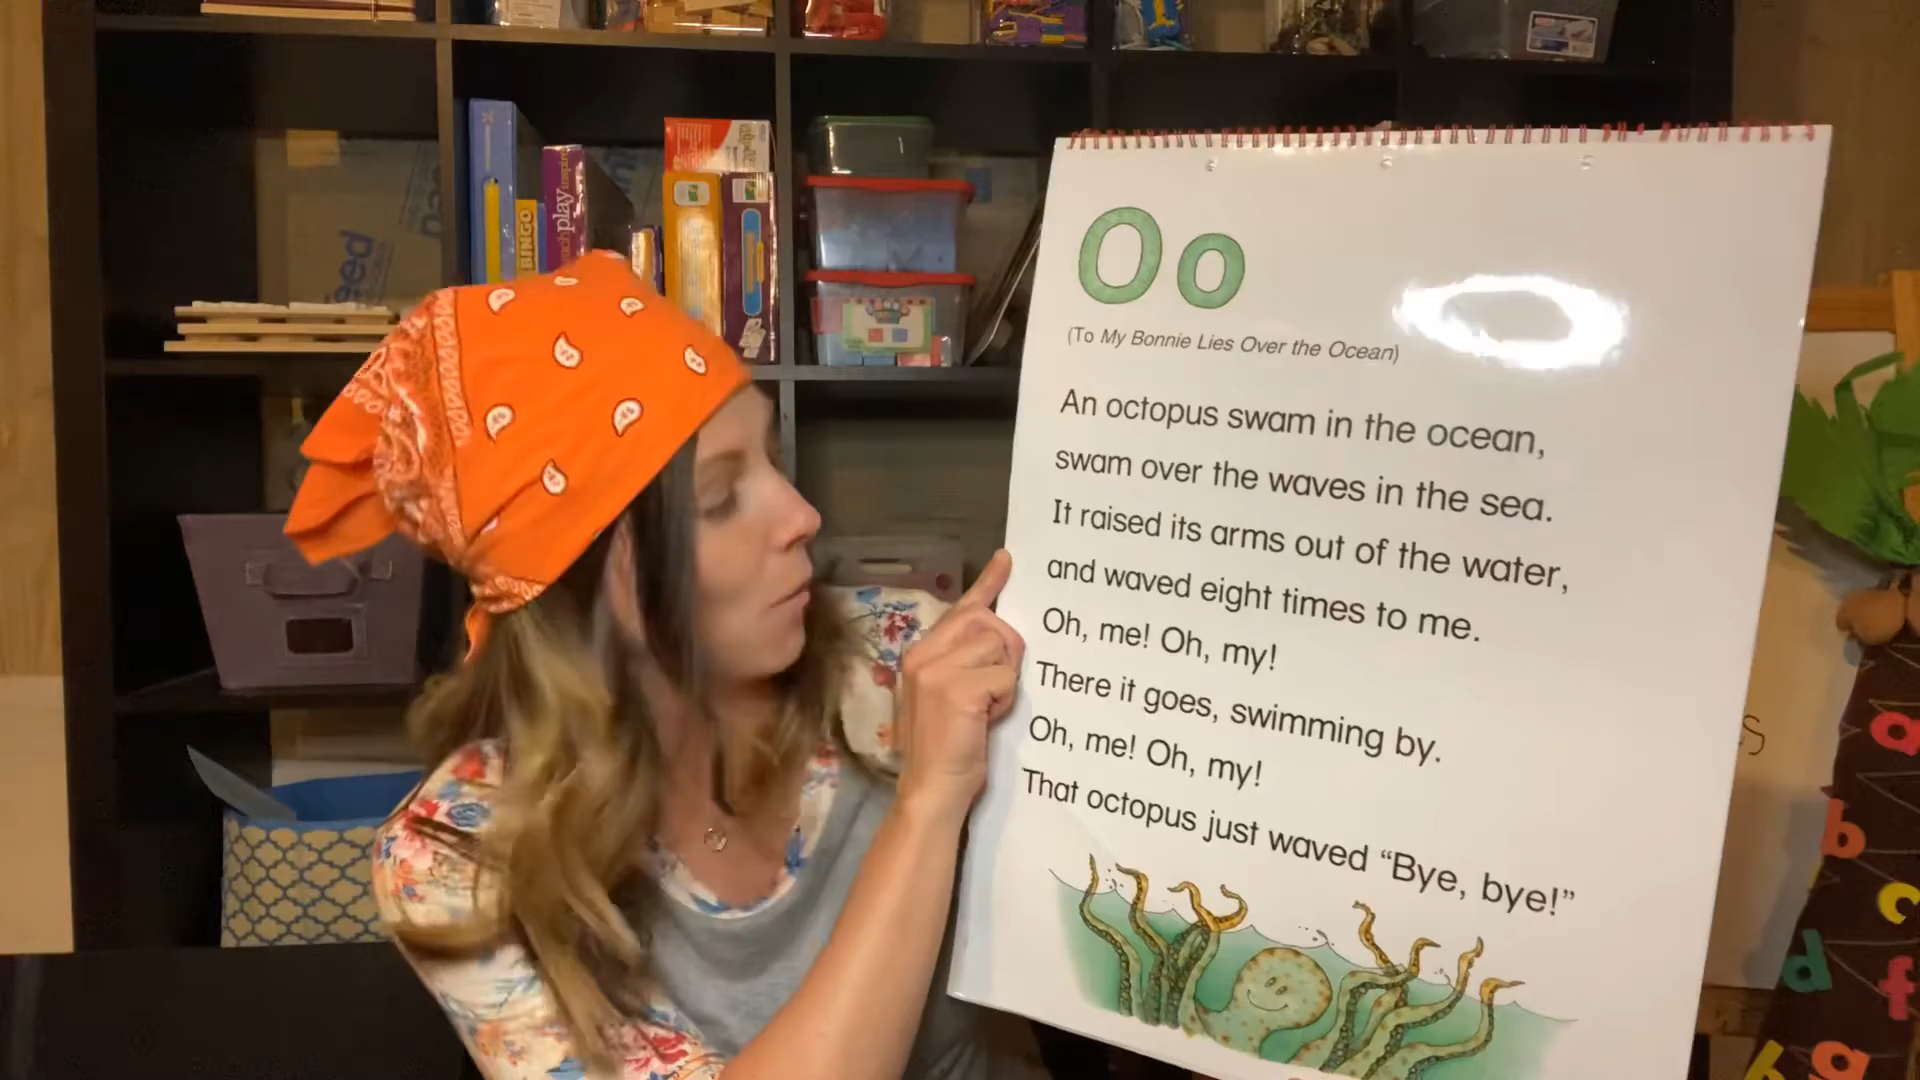 Oo
(To My Bonnie Lies Over the Ocean)
An octopus swam in the ocean,
swam over the waves in the sea.
It raised its arms out of the water,
and waved eight times to me.
Oh, me! Oh, my!
There it goes, swimming by.
Oh, me! Oh, my!
That octopus just waved “Bye, bye!”
BINGO
play
a
b
c
d
f
g